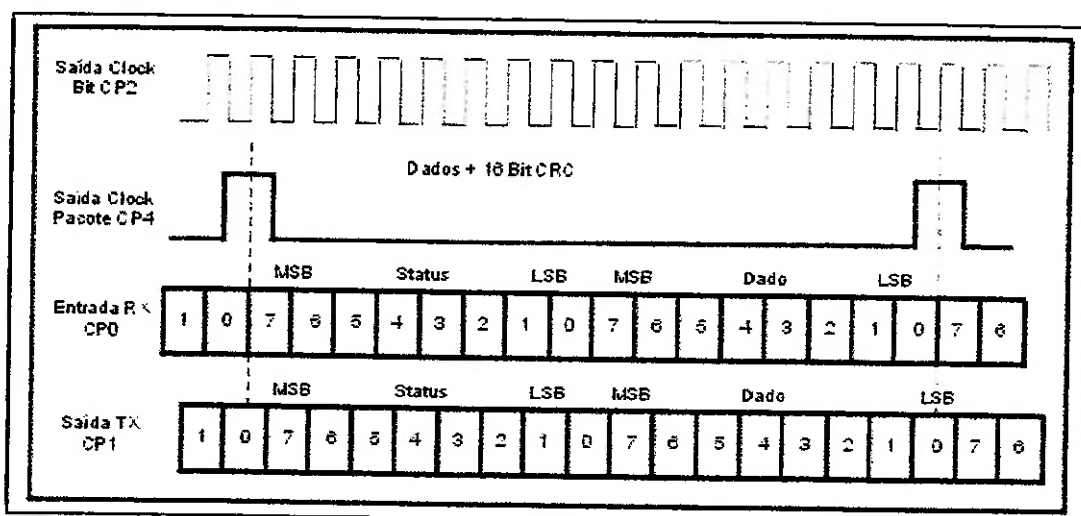 Saída Clock
Bit CP2
Dados + 16 Bit CRC
Saída Clock
Pacote CP4
MSB Status LSB MSB Dado LSB
Entrada RX
CP0
1 0 7 6 5 4 3 2 1 0 7 6 5 4 3 2 1 0 7 6
MSB Status LSB MSB Dado LSB
Saída TX
CP1
1 0 7 6 5 4 3 2 1 0 7 6 5 4 3 2 1 0 7 6